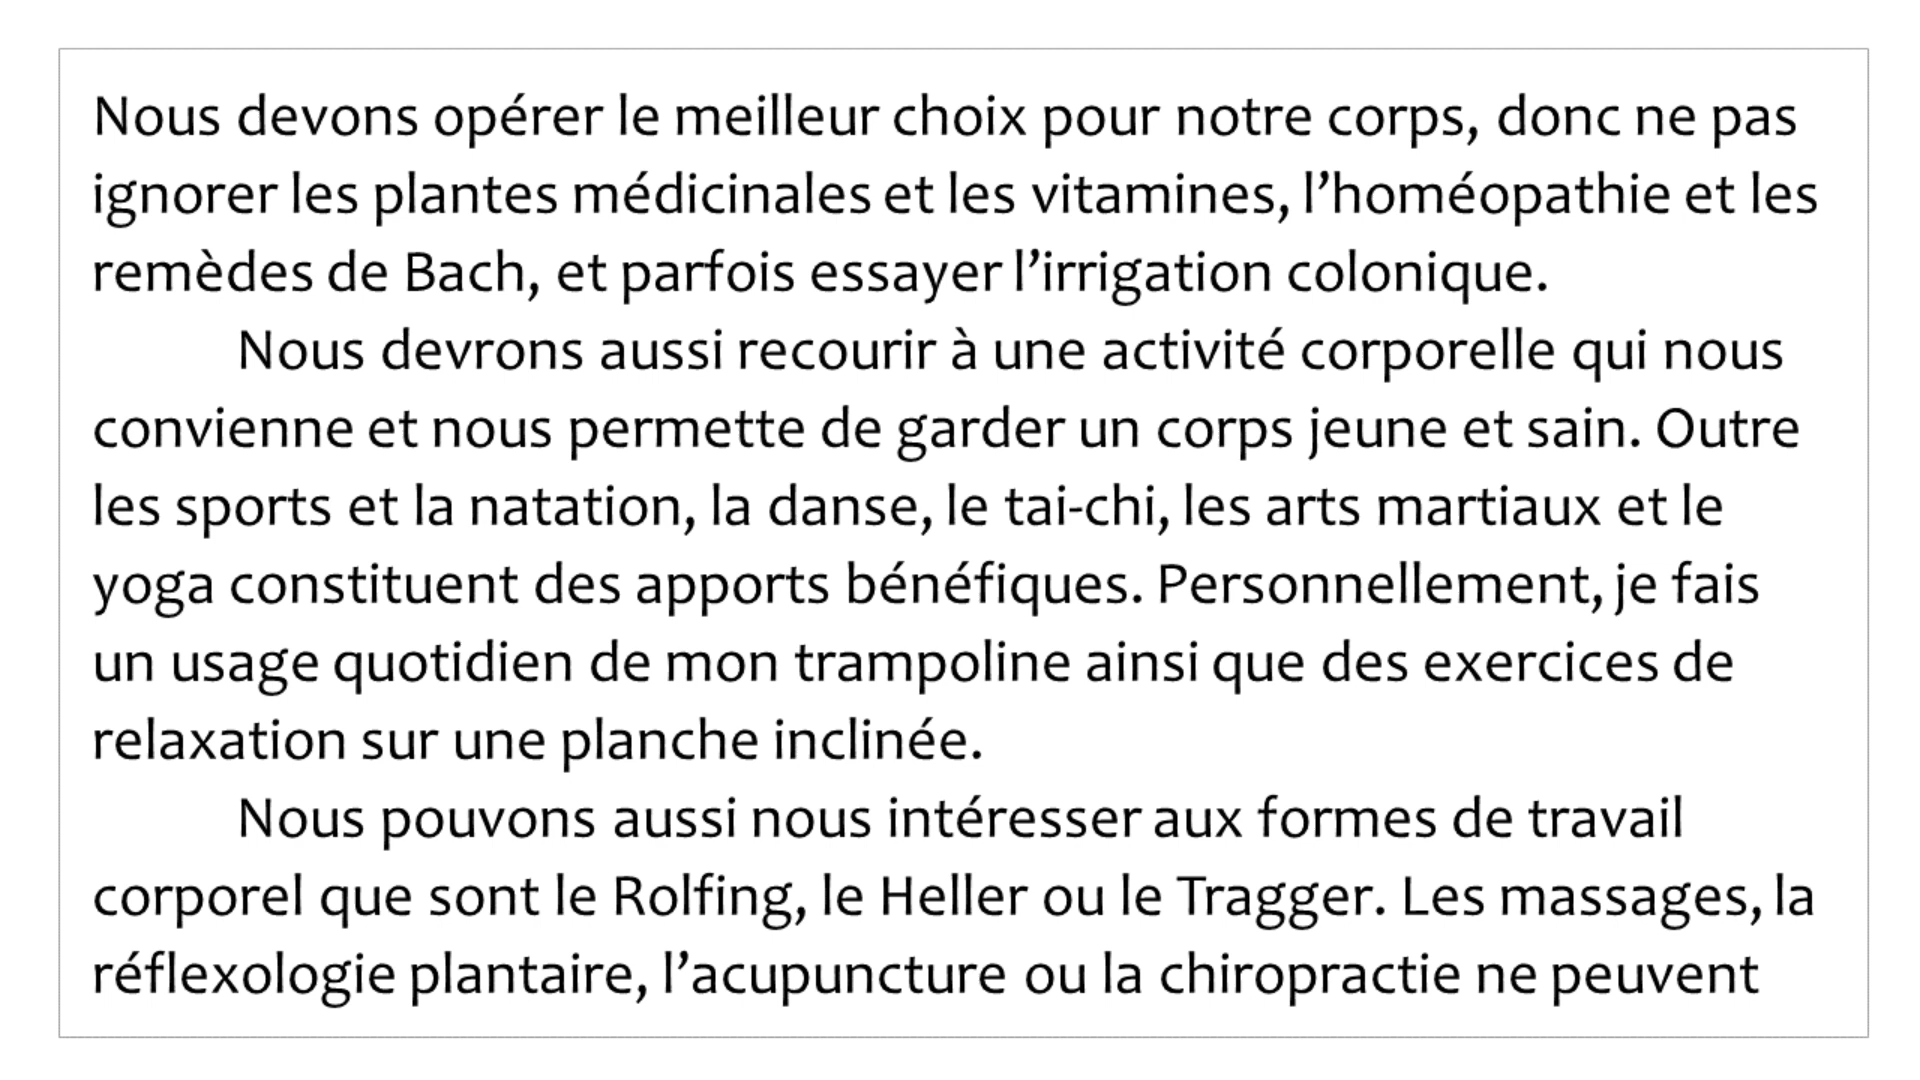 Nous devons opérer le meilleur choix pour notre corps, donc ne pas
ignorer les plantes médicinales et les vitamines, l’homéopathie et les
remèdes de Bach, et parfois essayer l’irrigation colonique.
Nous devrons aussi recourir à une activité corporelle qui nous
convienne et nous permette de garder un corps jeune et sain. Outre
les sports et la natation, la danse, le tai-chi, les arts martiaux et le
yoga constituent des apports bénéfiques. Personnellement, je fais
un usage quotidien de mon trampoline ainsi que des exercices de
relaxation sur une planche inclinée.
Nous pouvons aussi nous intéresser aux formes de travail
corporel que sont le Rolfing, le Heller ou le Tragger. Les massages, la
réflexologie plantaire, l’acupuncture ou la chiropractie ne peuvent